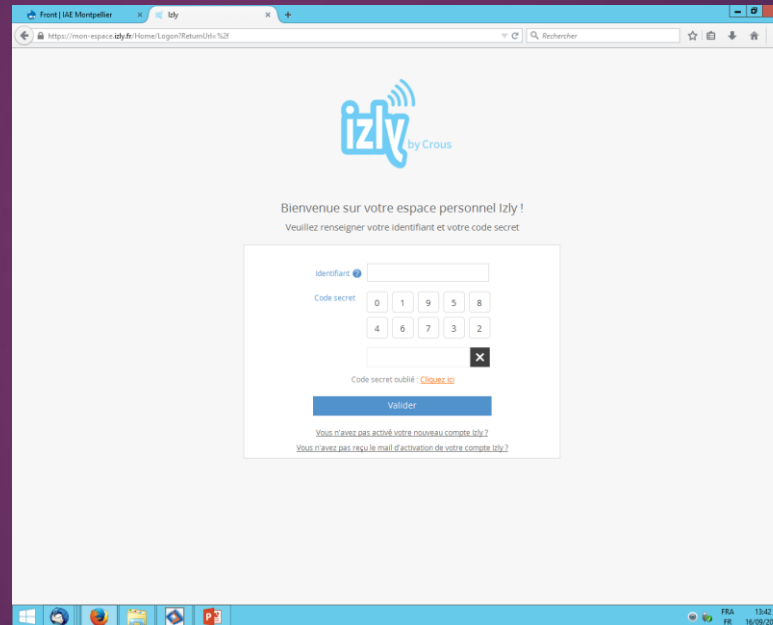 Front | IAE Montpellier
Izly
https://mon-espace.izly.fr/Home/Logon?ReturnUrl=%2f
Rechercher
izly by Crous
Bienvenue sur votre espace personnel Izly !
Veuillez renseigner votre identifiant et votre code secret
Identifiant ?
Code secret
0 1 9 5 8
4 6 7 3 2
Code secret oublié : Cliquez ici
Valider
Vous n'avez pas activé votre nouveau compte Izly ?
Vous n'avez pas reçu le mail d'activation de votre compte Izly ?
FRA 13:42
FR 16/09/20